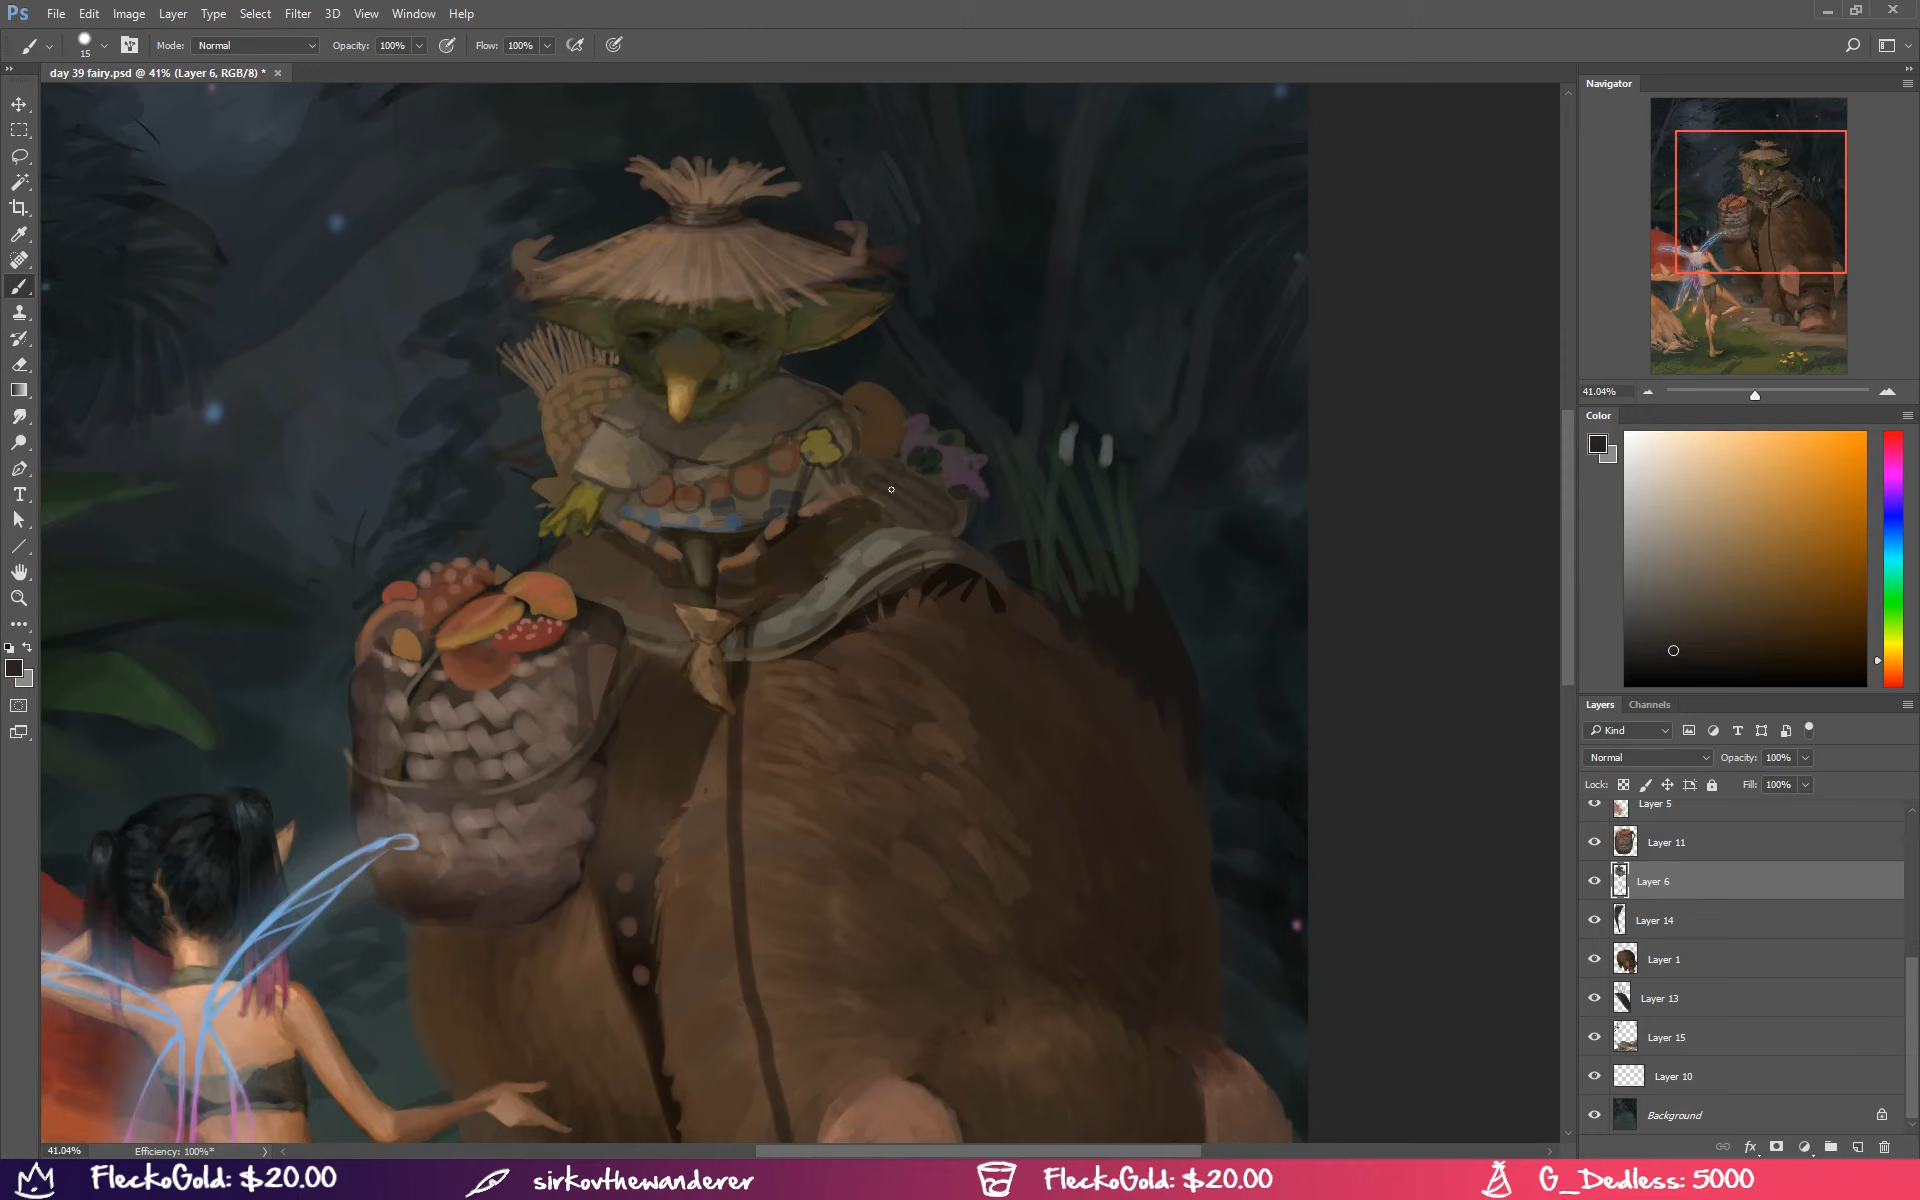 Ps File Edit Image Layer Type Select Filter 3D View Window Help
15 Mode: Normal Opacity: 100% Flow: 100%
day 39 fairy.psd @ 41% (Layer 6, RGB/8) * ×
Navigator
41.04%
Color
Layers Channels
Kind
Normal Opacity: 100%
Lock: Fill: 100%
Layer 5
Layer 11
Layer 6
Layer 14
Layer 1
Layer 13
Layer 15
Layer 10
Background
41.04% Efficiency: 100%*
FleckoGold: $20.00 sirkovthewanderer FleckoGold: $20.00 G_Dedless: 5000